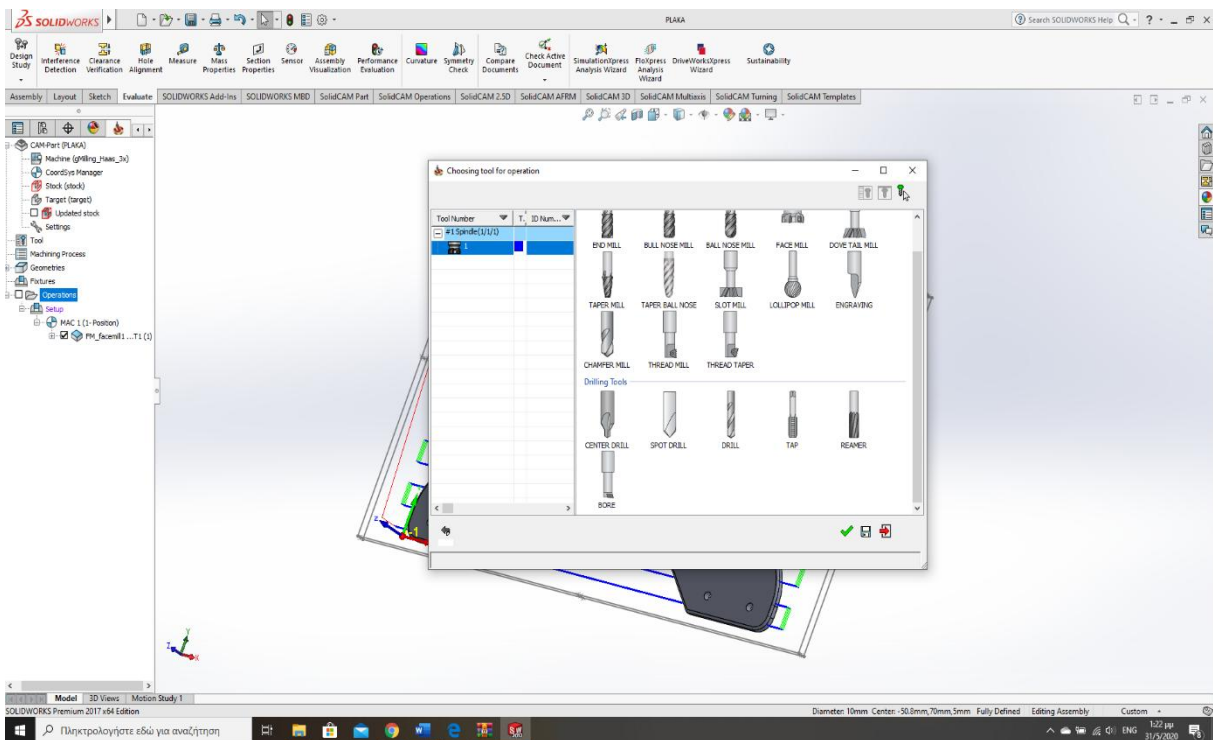 SOLIDWORKS
PLAKA
Search SOLIDWORKS Help
Design Study
Interference Detection
Clearance Verification
Hole Alignment
Measure
Mass Properties
Section Properties
Sensor
Assembly Visualization
Performance Evaluation
Curvature
Symmetry Check
Compare Documents
Check Active Document
SimulationXpress Analysis Wizard
FloXpress Analysis Wizard
DriveWorksXpress Wizard
Sustainability
Assembly Layout Sketch Evaluate SOLIDWORKS Add-Ins SOLIDWORKS MBD SolidCAM Part SolidCAM Operations SolidCAM 2.5D SolidCAM AFRM SolidCAM 3D SolidCAM Multiaxis SolidCAM Turning SolidCAM Templates
CAM-Part (PLAKA)
Machine (gMilling_Haas_3x)
CoordSys Manager
Stock (stock)
Target (target)
Updated stock
Settings
Tool
Machining Process
Geometries
Fixtures
Operations
Setup
MAC 1 (1- Position)
FM_facemill1 ...T1 (1)
Choosing tool for operation
Tool Number T. ID Num...
#1 Spindle(1/1/1)
1
END MILL BULL NOSE MILL BALL NOSE MILL FACE MILL DOVE TAIL MILL
TAPER MILL TAPER BALL NOSE SLOT MILL LOLLIPOP MILL ENGRAVING
CHAMFER MILL THREAD MILL THREAD TAPER
Drilling Tools
CENTER DRILL SPOT DRILL DRILL TAP REAMER
BORE
Z
-1
Y
Z
X
Model 3D Views Motion Study 1
SOLIDWORKS Premium 2017 x64 Edition
Diameter: 10mm Center: -50.8mm,70mm,5mm Fully Defined Editing Assembly Custom
Πληκτρολογήστε εδώ για αναζήτηση
ENG
1:22 μμ
31/5/2020